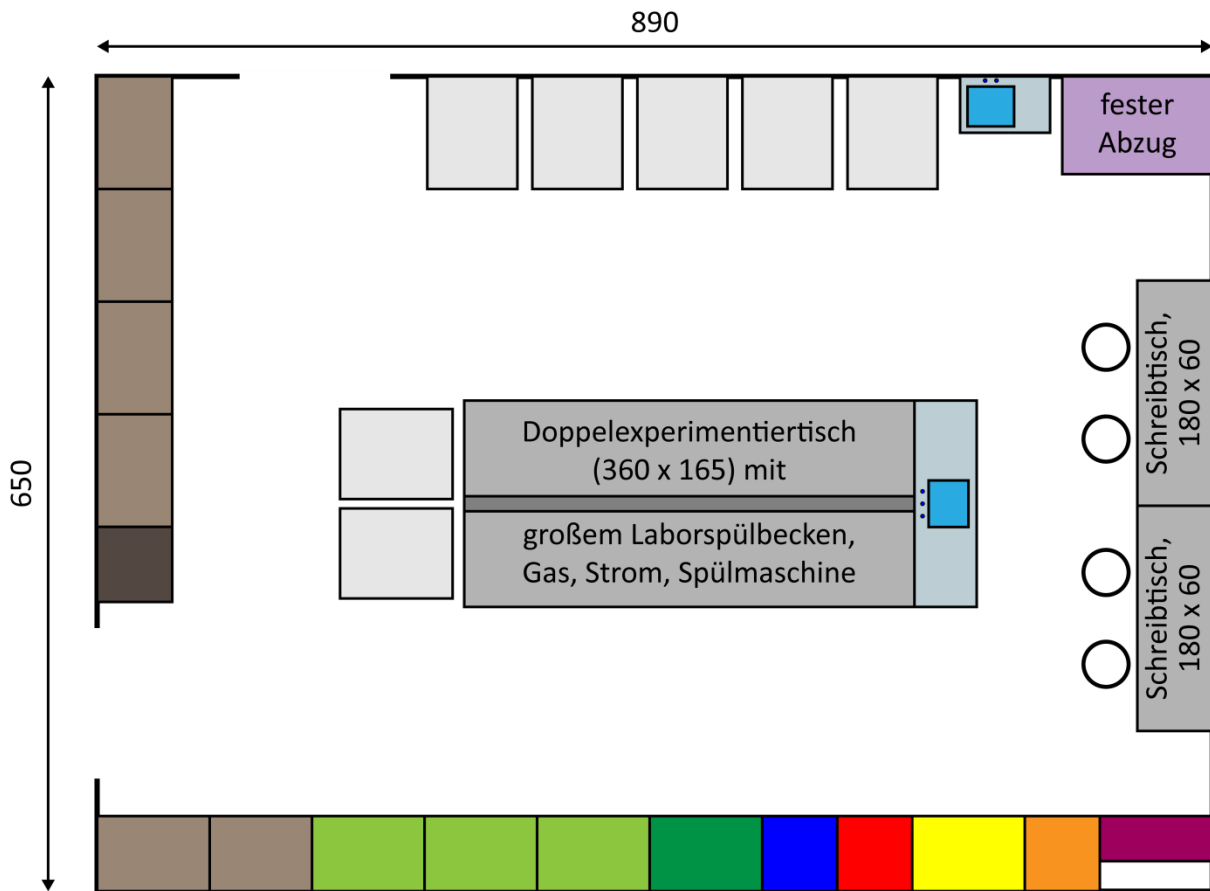 890
fester
Abzug
650
Schreibtisch,
180 x 60
Doppelexperimentiertisch
(360 x 165) mit
großem Laborspülbecken,
Gas, Strom, Spülmaschine
Schreibtisch,
180 x 60